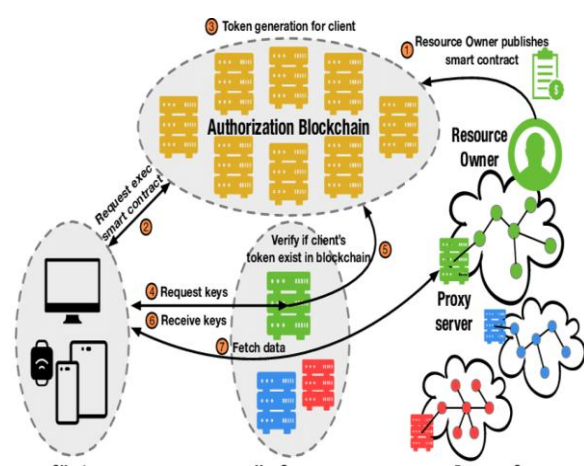 3 Token generation for client
1 Resource Owner publishes
smart contract
$
Authorization Blockchain
Resource
Owner
Request exec
smart contract
2
Verify if client's
token exist in blockchain
5
4 Request keys
6 Receive keys
7 Fetch data
Proxy
server